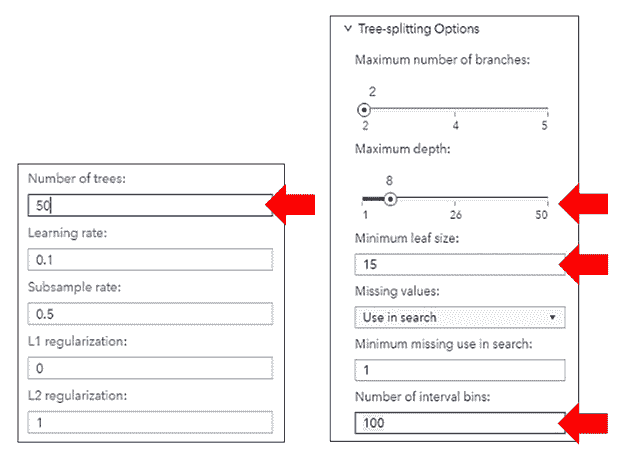 Number of trees:
50
Learning rate:
0.1
Subsample rate:
0.5
L1 regularization:
0
L2 regularization:
1
Tree-splitting Options
Maximum number of branches:
2
2 4 5
Maximum depth:
8
1 26 50
Minimum leaf size:
15
Missing values:
Use in search
Minimum missing use in search:
1
Number of interval bins:
100